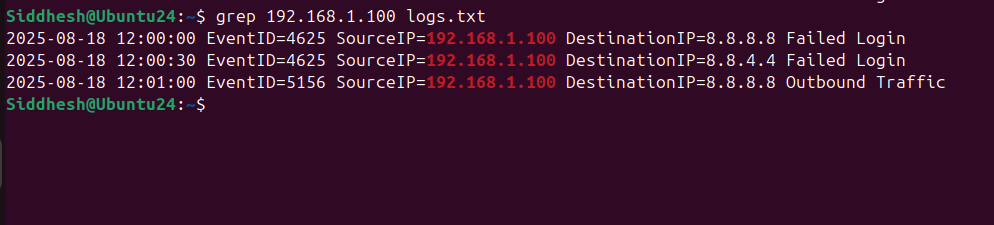 Siddhesh@Ubuntu24:~$ grep 192.168.1.100 logs.txt
2025-08-18 12:00:00 EventID=4625 SourceIP=192.168.1.100 DestinationIP=8.8.8.8 Failed Login
2025-08-18 12:00:30 EventID=4625 SourceIP=192.168.1.100 DestinationIP=8.8.4.4 Failed Login
2025-08-18 12:01:00 EventID=5156 SourceIP=192.168.1.100 DestinationIP=8.8.8.8 Outbound Traffic
Siddhesh@Ubuntu24:~$